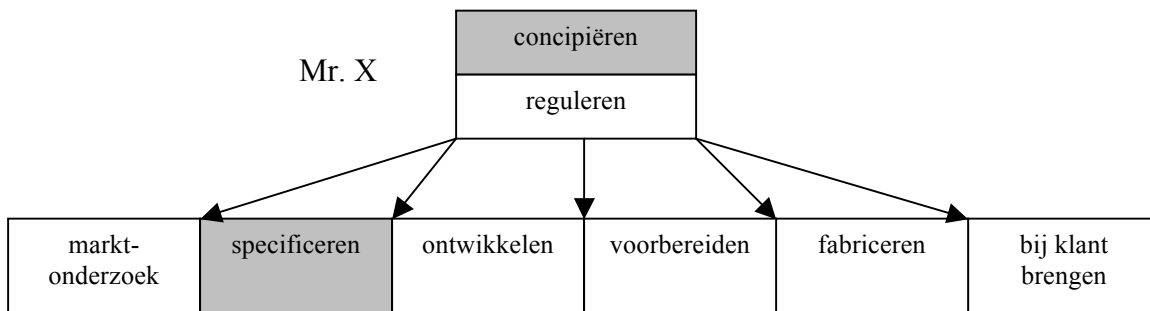 concipiëren
Mr. X
reguleren
markt-
onderzoek
specificeren
ontwikkelen
voorbereiden
fabriceren
bij klant
brengen